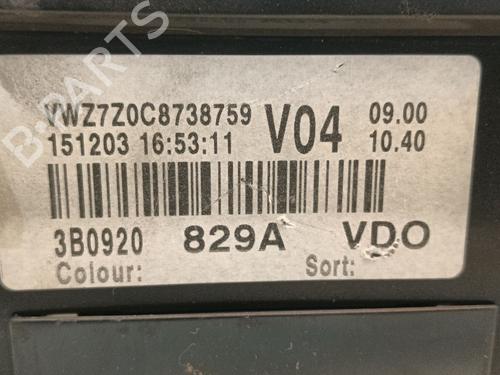 VWZ7Z0C8738759 V04 09.00
151203 16:53:11 10.40
3B0920 829A VDO
Colour: Sort:
B-PARTS